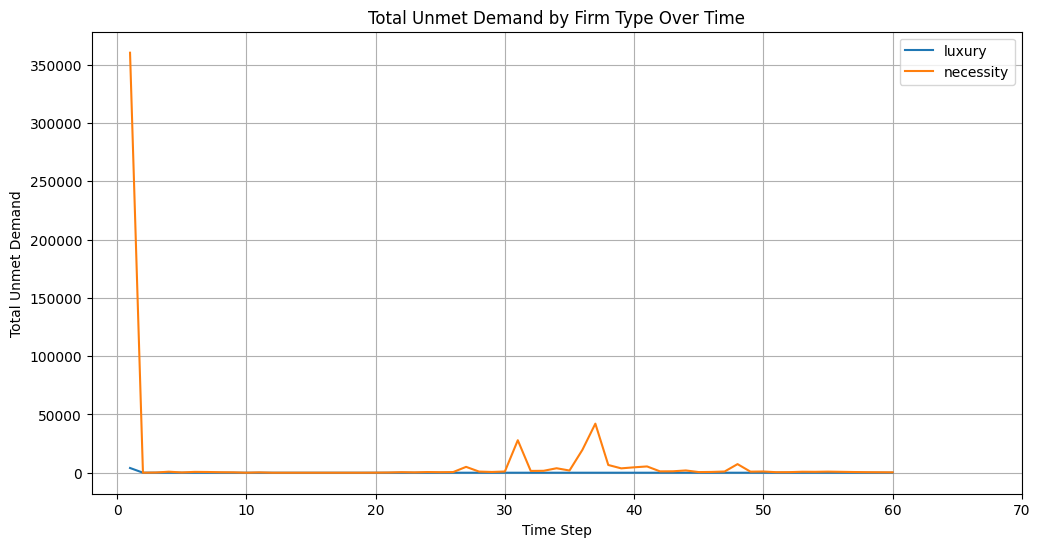 Total Unmet Demand by Firm Type Over Time
luxury
necessity
Total Unmet Demand
350000
300000
250000
200000
150000
100000
50000
0
0 10 20 30 40 50 60 70
Time Step